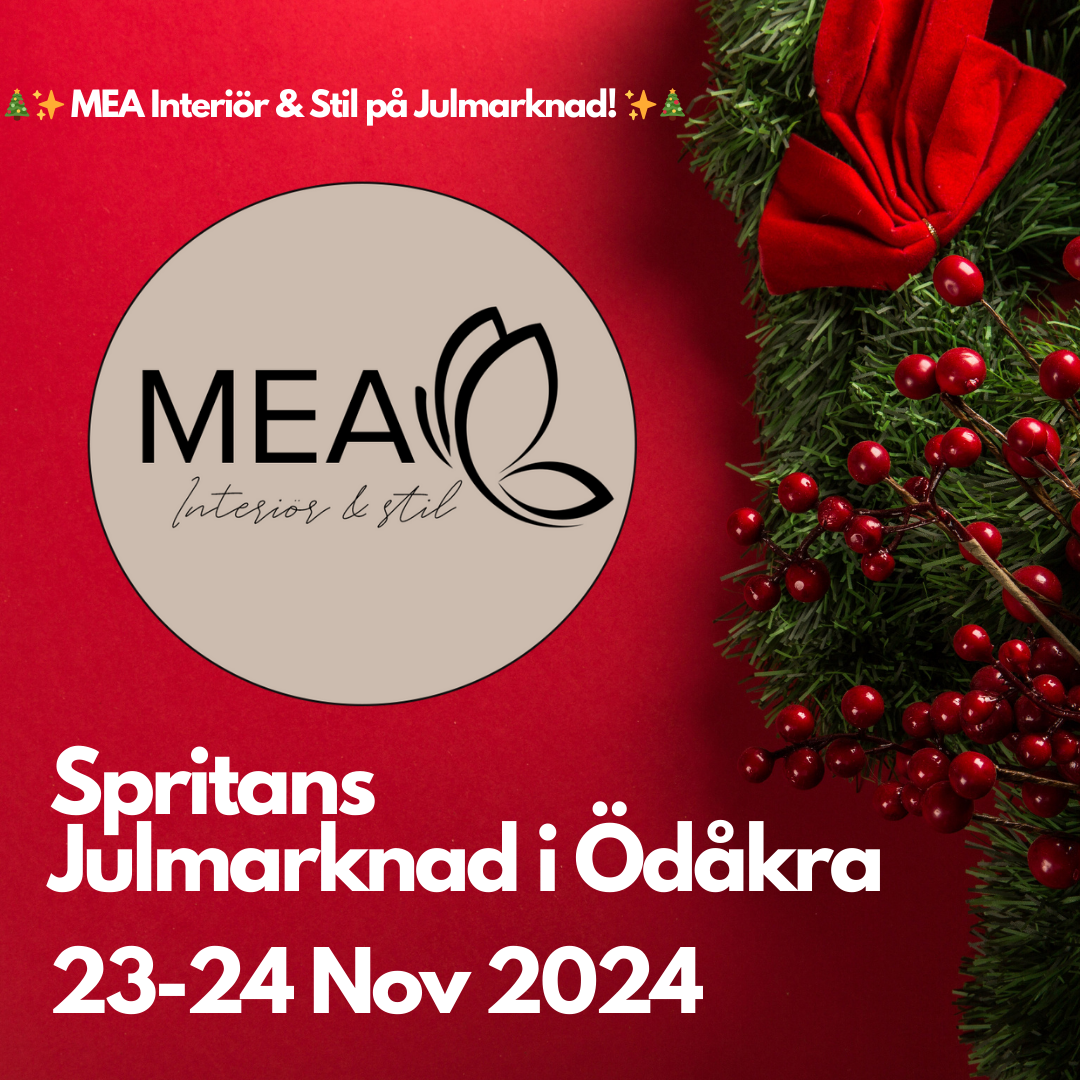 🎄✨ MEA Interiör & Stil på Julmarknad! ✨🎄
MEA
Interiör & stil
Spritans
Julmarknad i Ödåkra
23-24 Nov 2024